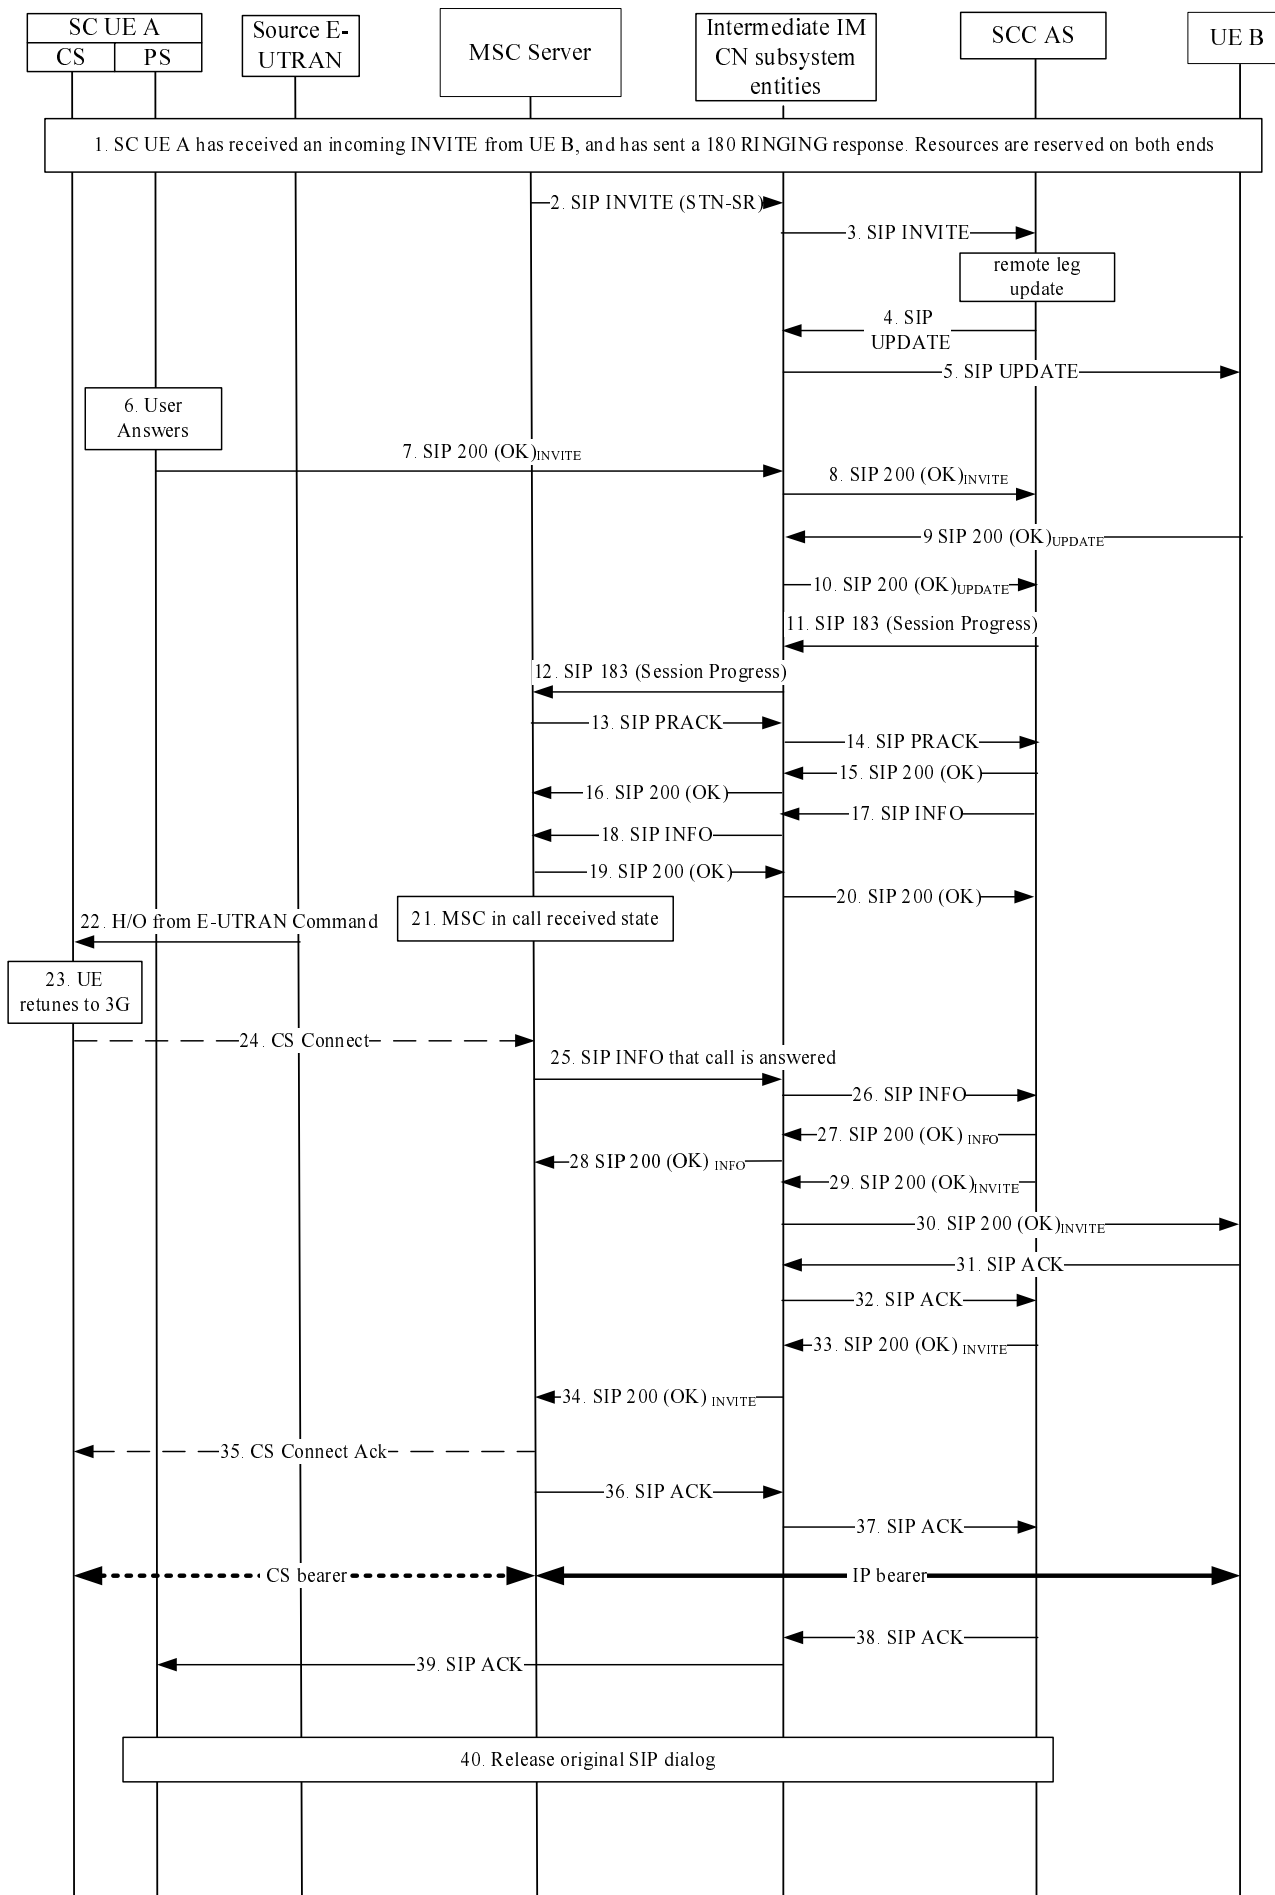 SC UE A
CS
PS
Source E-
UTRAN
MSC Server
Intermediate IM
CN subsystem
entities
SCC AS
UE B
1. SC UE A has received an incoming INVITE from UE B, and has sent a 180 RINGING response. Resources are reserved on both ends
2. SIP INVITE (STN-SR)
3. SIP INVITE
remote leg
update
4. SIP
UPDATE
5. SIP UPDATE
6. User
Answers
7. SIP 200 (OK)INVITE
8. SIP 200 (OK)INVITE
9 SIP 200 (OK)UPDATE
10. SIP 200 (OK)UPDATE
11. SIP 183 (Session Progress)
12. SIP 183 (Session Progress)
13. SIP PRACK
14. SIP PRACK
15. SIP 200 (OK)
16. SIP 200 (OK)
17. SIP INFO
18. SIP INFO
19. SIP 200 (OK)
20. SIP 200 (OK)
21. MSC in call received state
22. H/O from E-UTRAN Command
23. UE
retunes to 3G
24. CS Connect
25. SIP INFO that call is answered
26. SIP INFO
27. SIP 200 (OK) INFO
28 SIP 200 (OK) INFO
29. SIP 200 (OK)INVITE
30. SIP 200 (OK)INVITE
31. SIP ACK
32. SIP ACK
33. SIP 200 (OK) INVITE
34. SIP 200 (OK) INVITE
35. CS Connect Ack
36. SIP ACK
37. SIP ACK
CS bearer
IP bearer
38. SIP ACK
39. SIP ACK
40. Release original SIP dialog